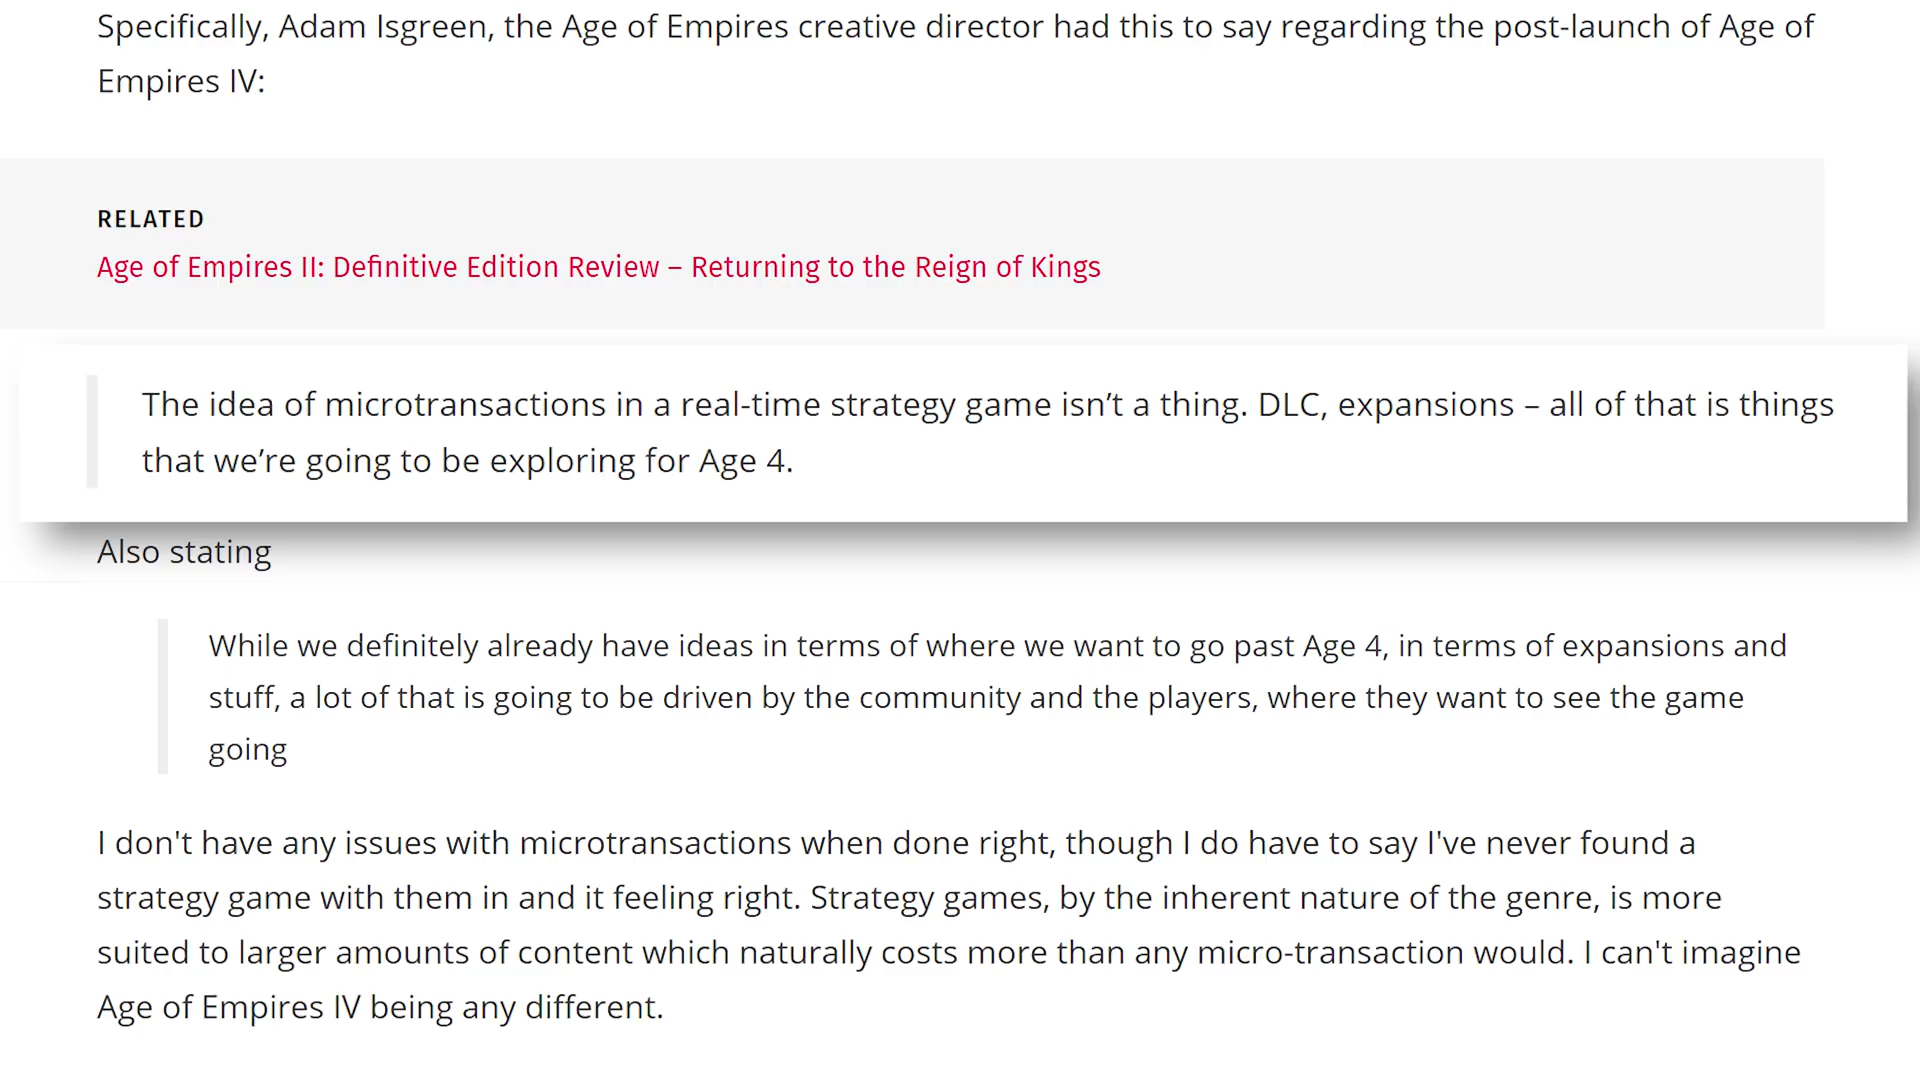 Specifically, Adam Isgreen, the Age of Empires creative director had this to say regarding the post-launch of Age of
Empires IV:
RELATED
Age of Empires II: Definitive Edition Review – Returning to the Reign of Kings
The idea of microtransactions in a real-time strategy game isn’t a thing. DLC, expansions – all of that is things
that we’re going to be exploring for Age 4.
Also stating
While we definitely already have ideas in terms of where we want to go past Age 4, in terms of expansions and
stuff, a lot of that is going to be driven by the community and the players, where they want to see the game
going
I don't have any issues with microtransactions when done right, though I do have to say I've never found a
strategy game with them in and it feeling right. Strategy games, by the inherent nature of the genre, is more
suited to larger amounts of content which naturally costs more than any micro-transaction would. I can't imagine
Age of Empires IV being any different.